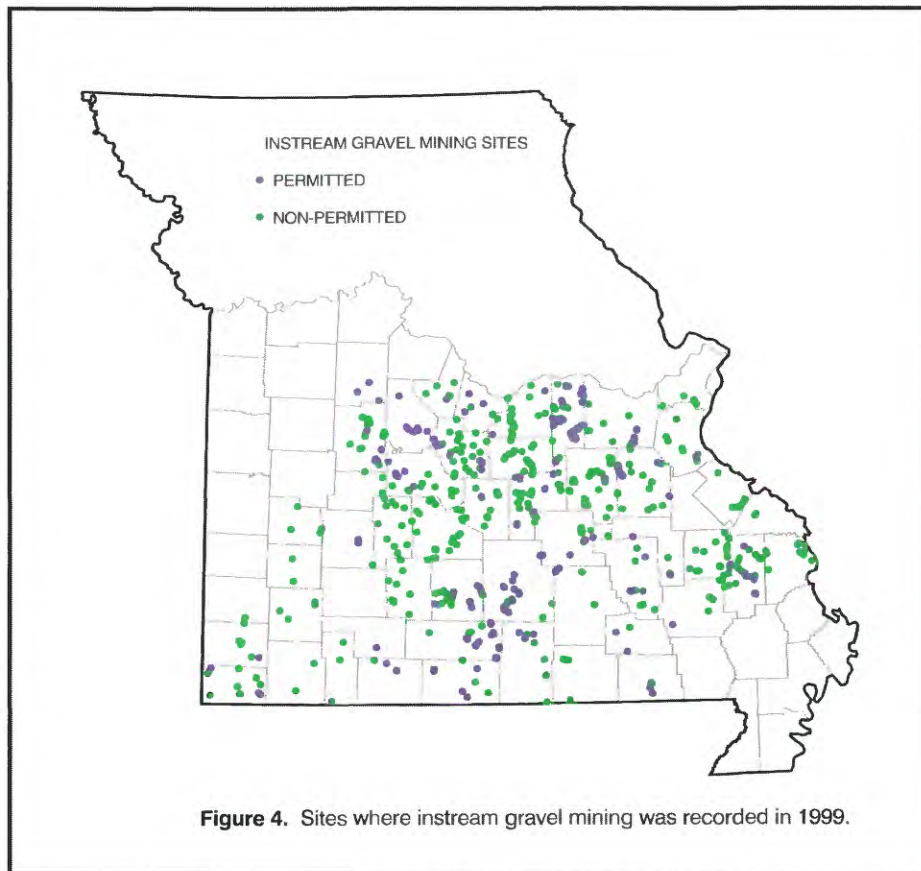 INSTREAM GRAVEL MINING SITES
PERMITTED
NON-PERMITTED
Figure 4. Sites where instream gravel mining was recorded in 1999.